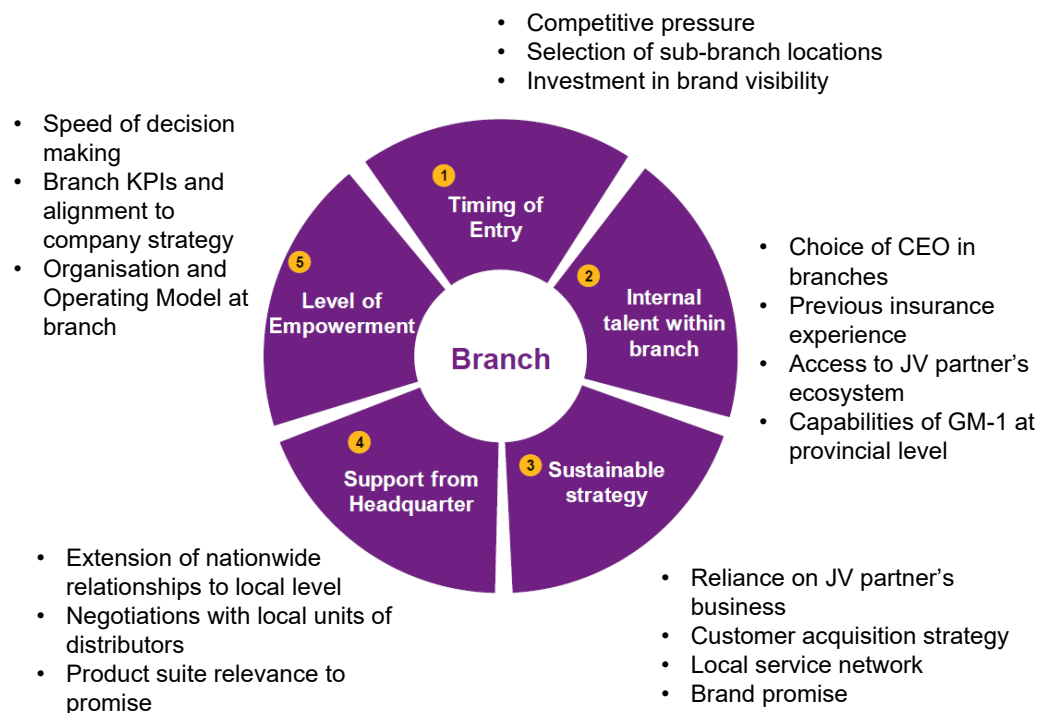 • Competitive pressure
• Selection of sub-branch locations
• Investment in brand visibility
1
Timing of
Entry
2
Internal
talent within
branch
• Choice of CEO in
branches
• Previous insurance
experience
• Access to JV partner's
ecosystem
• Capabilities of GM-1 at
provincial level
3
Sustainable
strategy
• Reliance on JV partner's
business
• Customer acquisition strategy
• Local service network
• Brand promise
4
Support from
Headquarter
• Extension of nationwide
relationships to local level
• Negotiations with local units of
distributors
• Product suite relevance to
promise
5
Level of
Empowerment
• Speed of decision
making
• Branch KPIs and
alignment to
company strategy
• Organisation and
Operating Model at
branch
Branch